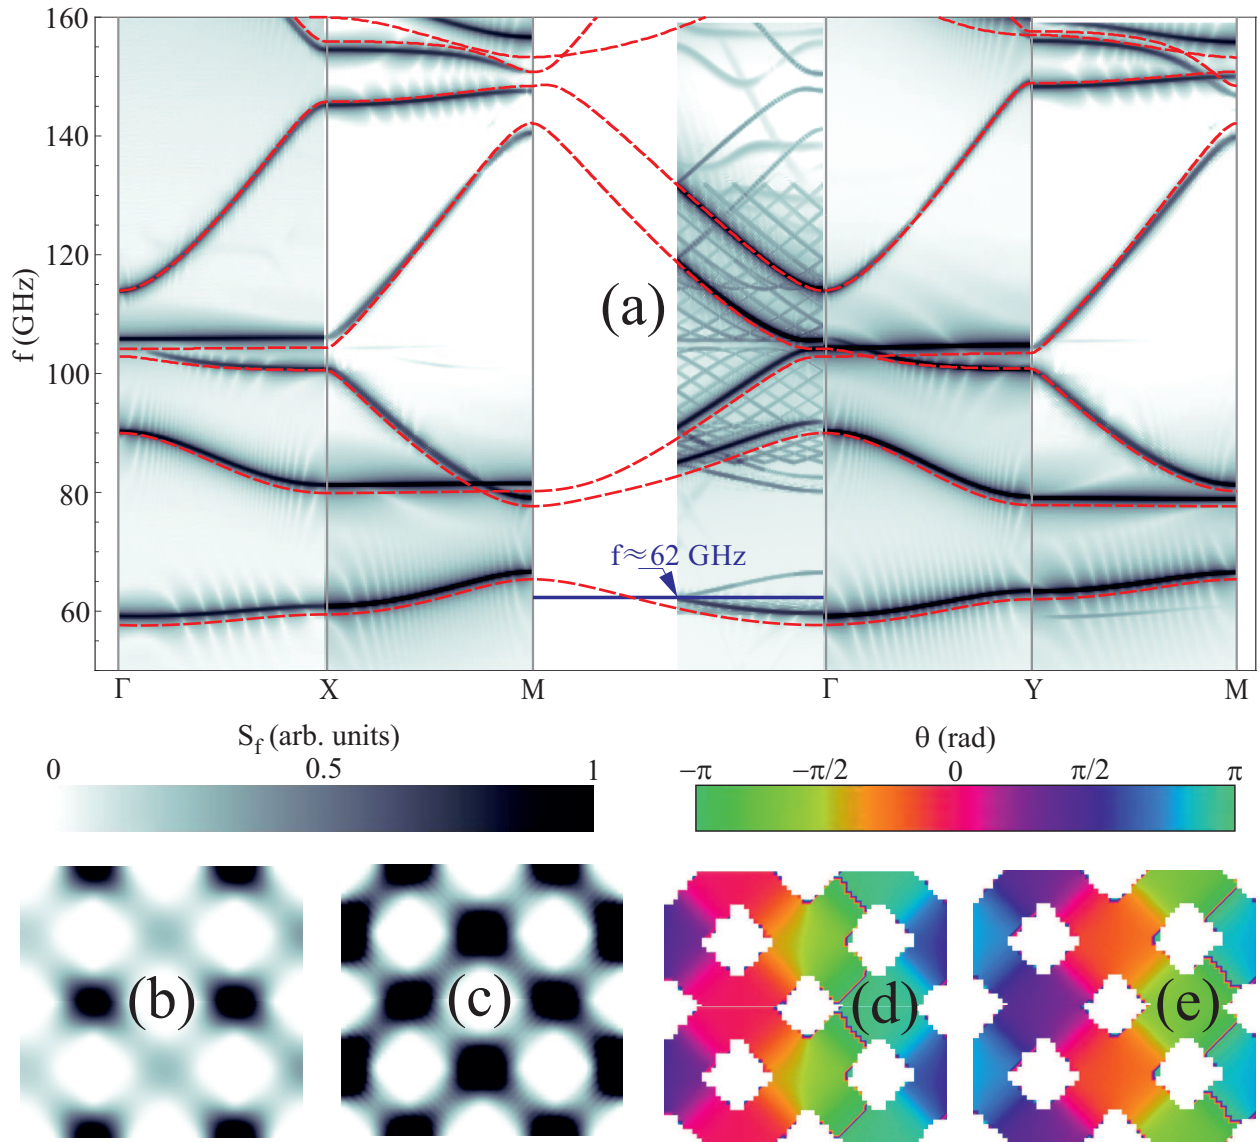 160
140
120
100
80
60
f (GHz)
(a)
f≈62 GHz
Γ X M Γ Y M
S_f (arb. units)
0 0.5 1
θ (rad)
−π −π/2 0 π/2 π
(b) (c) (d) (e)